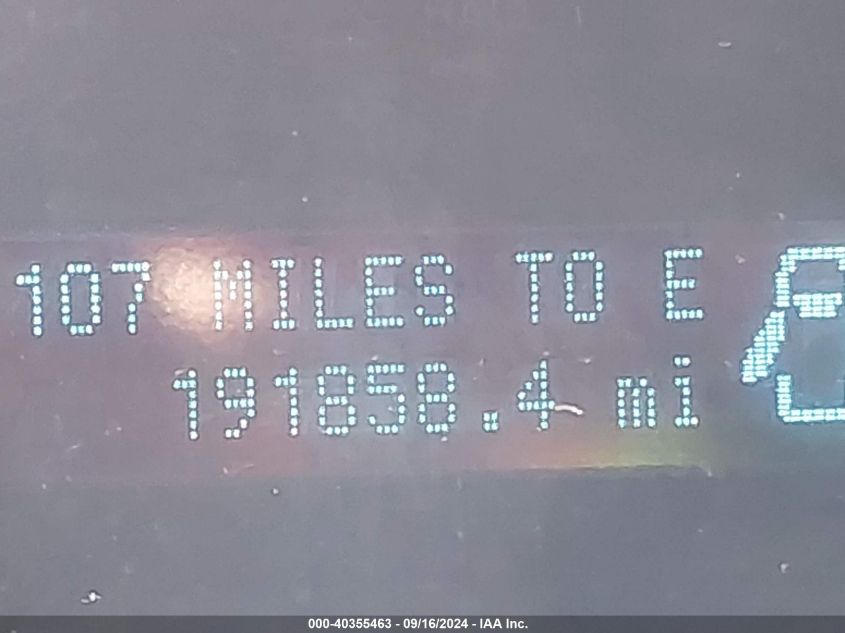 107 MILES TO E
191858.4 mi
000-40355463 - 09/16/2024 - IAA Inc.